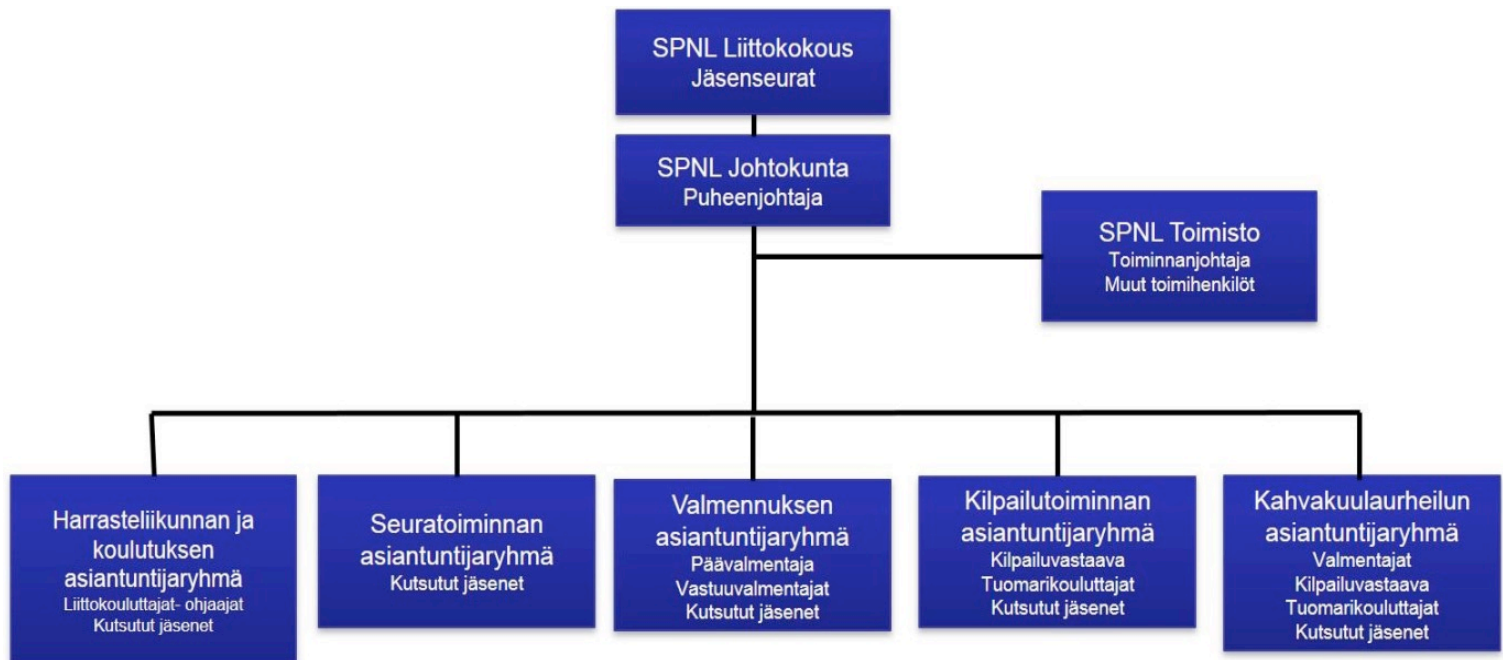 SPNL Liittokokous
Jäsenseurat
SPNL Johtokunta
Puheenjohtaja
SPNL Toimisto
Toiminnanjohtaja
Muut toimihenkilöt
Harrasteliikunnan ja
koulutuksen
asiantuntijaryhmä
Liittokouluttajat- ohjaajat
Kutsutut jäsenet
Seuratoiminnan
asiantuntijaryhmä
Kutsutut jäsenet
Valmennuksen
asiantuntijaryhmä
Päävalmentaja
Vastuuvalmentajat
Kutsutut jäsenet
Kilpailutoiminnan
asiantuntijaryhmä
Kilpailuvastaava
Tuomarikouluttajat
Kutsutut jäsenet
Kahvakuulaurheilun
asiantuntijaryhmä
Valmentajat
Kilpailuvastaava
Tuomarikouluttajat
Kutsutut jäsenet